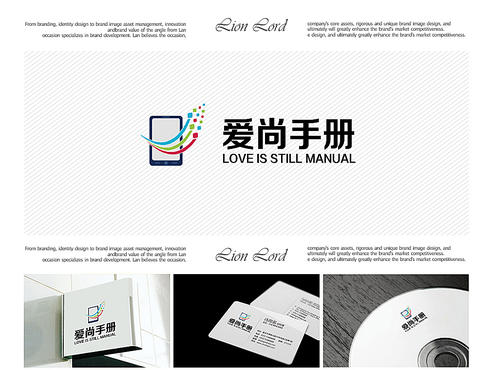 From branding, identity design to brand image asset management, innovation
andbrand value of the angle from Lan
occasion specializes in brand development. Lan believes the occasion,
Lion Lord
company's core assets, rigorous and unique brand image design, and
ultimately will greatly enhance the brand's market competitiveness.
e design, and ultimately greatly enhance the brand's market competitiveness.
爱尚手册
LOVE IS STILL MANUAL
From branding, identity design to brand image asset management, innovation
andbrand value of the angle from Lan
occasion specializes in brand development. Lan believes the occasion,
Lion Lord
company's core assets, rigorous and unique brand image design, and
ultimately will greatly enhance the brand's market competitiveness.
e design, and ultimately greatly enhance the brand's market competitiveness.
爱尚手册
LOVE IS STILL MANUAL
爱尚手册